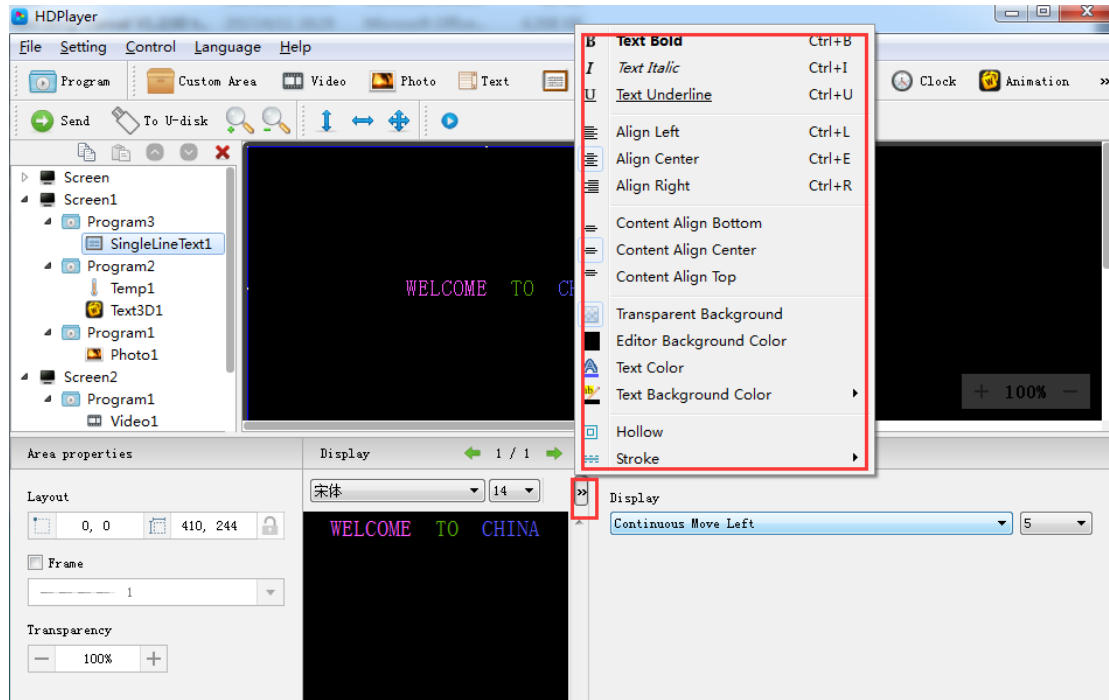 HDPlayer
File Setting Control Language Help
Program Custom Area Video Photo Text Clock Animation »
Send To U-disk
B Text Bold Ctrl+B
I Text Italic Ctrl+I
U Text Underline Ctrl+U
Align Left Ctrl+L
Align Center Ctrl+E
Align Right Ctrl+R
Content Align Bottom
Content Align Center
Content Align Top
Transparent Background
Editor Background Color
Text Color
Text Background Color
Hollow
Stroke
Screen
Screen1
Program3
SingleLineText1
Program2
Temp1
Text3D1
Program1
Photo1
Screen2
Program1
Video1
WELCOME TO CH
+ 100% −
Area properties
Layout
0, 0 410, 244
Frame
1
Transparency
— 100% +
Display 1 / 1
宋体 14 »
WELCOME TO CHINA
Display
Continuous Move Left 5